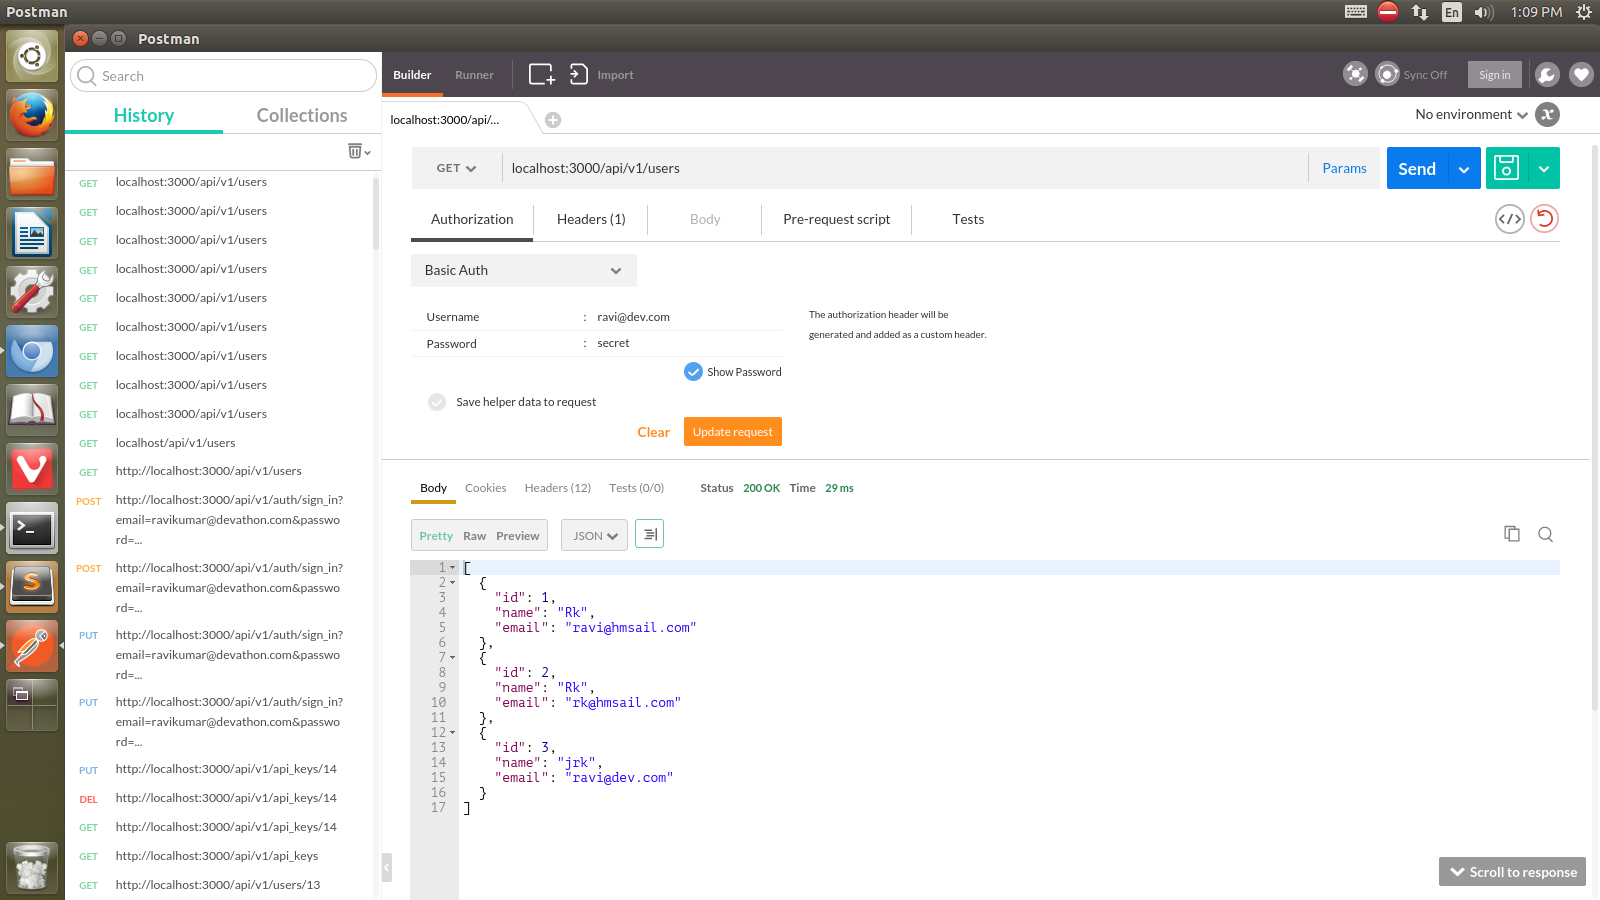 Postman
En
1:09 PM
Postman
Search
History
Collections
GET localhost:3000/api/v1/users
GET localhost:3000/api/v1/users
GET localhost:3000/api/v1/users
GET localhost:3000/api/v1/users
GET localhost:3000/api/v1/users
GET localhost:3000/api/v1/users
GET localhost:3000/api/v1/users
GET localhost:3000/api/v1/users
GET localhost:3000/api/v1/users
GET localhost/api/v1/users
GET http://localhost:3000/api/v1/users
POST http://localhost:3000/api/v1/auth/sign_in?
email=ravikumar@devathon.com&passwo
rd=...
POST http://localhost:3000/api/v1/auth/sign_in?
email=ravikumar@devathon.com&passwo
rd=...
PUT http://localhost:3000/api/v1/auth/sign_in?
email=ravikumar@devathon.com&passwo
rd=...
PUT http://localhost:3000/api/v1/auth/sign_in?
email=ravikumar@devathon.com&passwo
rd=...
PUT http://localhost:3000/api/v1/api_keys/14
DEL http://localhost:3000/api/v1/api_keys/14
GET http://localhost:3000/api/v1/api_keys/14
GET http://localhost:3000/api/v1/api_keys
GET http://localhost:3000/api/v1/users/13
Builder Runner Import Sync Off Sign in
localhost:3000/api/...
No environment
GET localhost:3000/api/v1/users Params Send
Authorization Headers (1) Body Pre-request script Tests
Basic Auth
Username : ravi@dev.com
Password : secret
The authorization header will be
generated and added as a custom header.
Show Password
Save helper data to request
Clear Update request
Body Cookies Headers (12) Tests (0/0) Status 200 OK Time 29 ms
Pretty Raw Preview JSON
1 [
2 {
3 "id": 1,
4 "name": "Rk",
5 "email": "ravi@hmsail.com"
6 },
7 {
8 "id": 2,
9 "name": "Rk",
10 "email": "rk@hmsail.com"
11 },
12 {
13 "id": 3,
14 "name": "jrk",
15 "email": "ravi@dev.com"
16 }
17 ]
Scroll to response